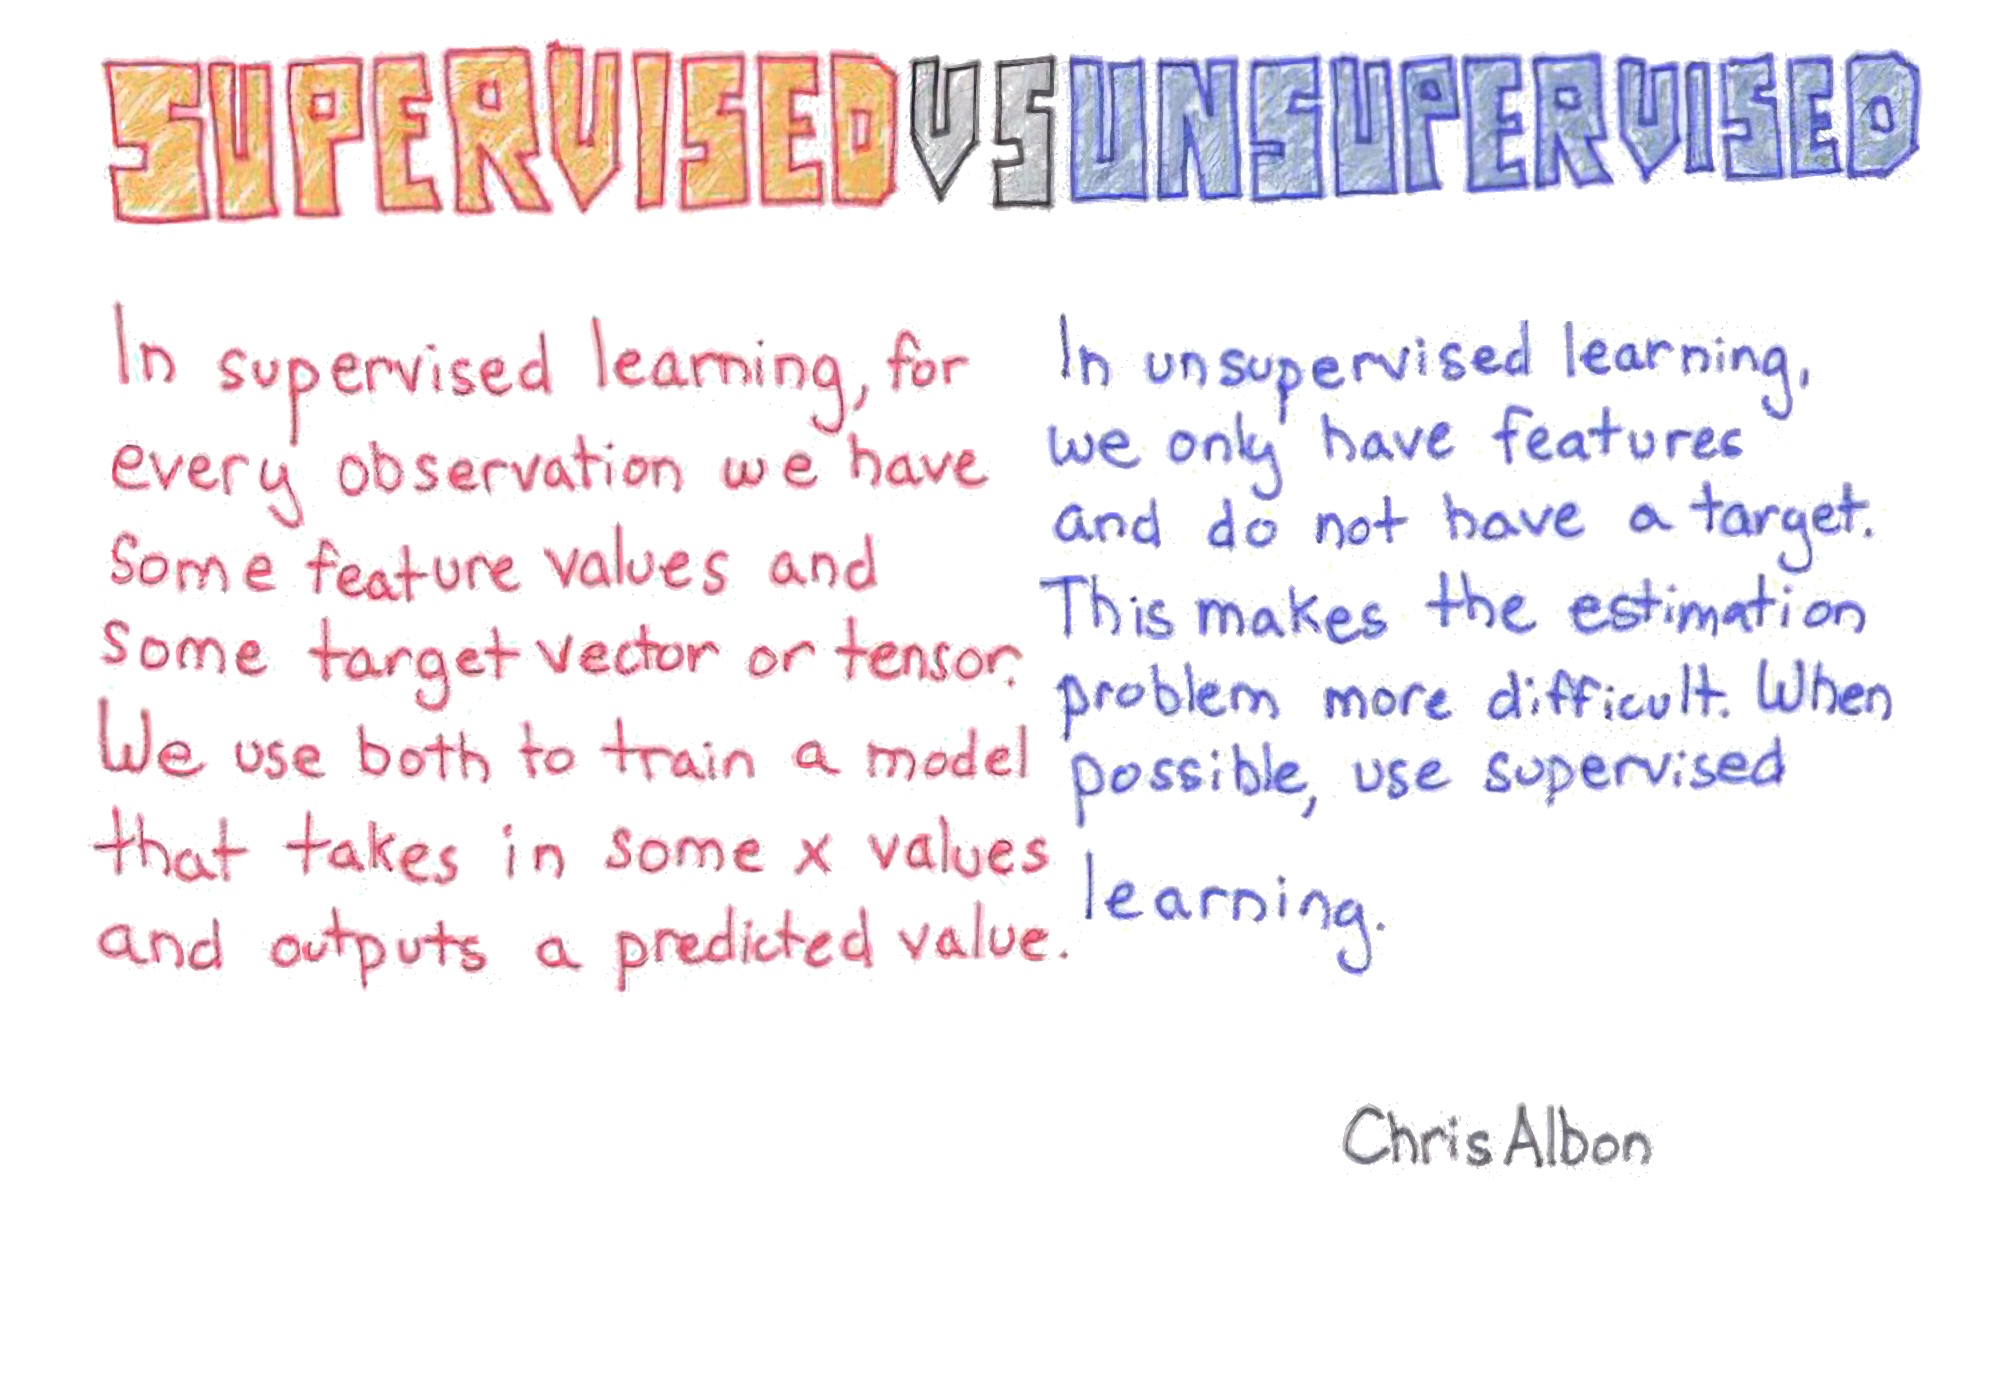 SUPERVISED VS UNSUPERVISED
In supervised learning, for
every observation we have
some feature values and
some target vector or tensor.
We use both to train a model
that takes in some x values
and outputs a predicted value.
In unsupervised learning,
we only have features
and do not have a target.
This makes the estimation
problem more difficult. When
possible, use supervised
learning.
Chris Albon